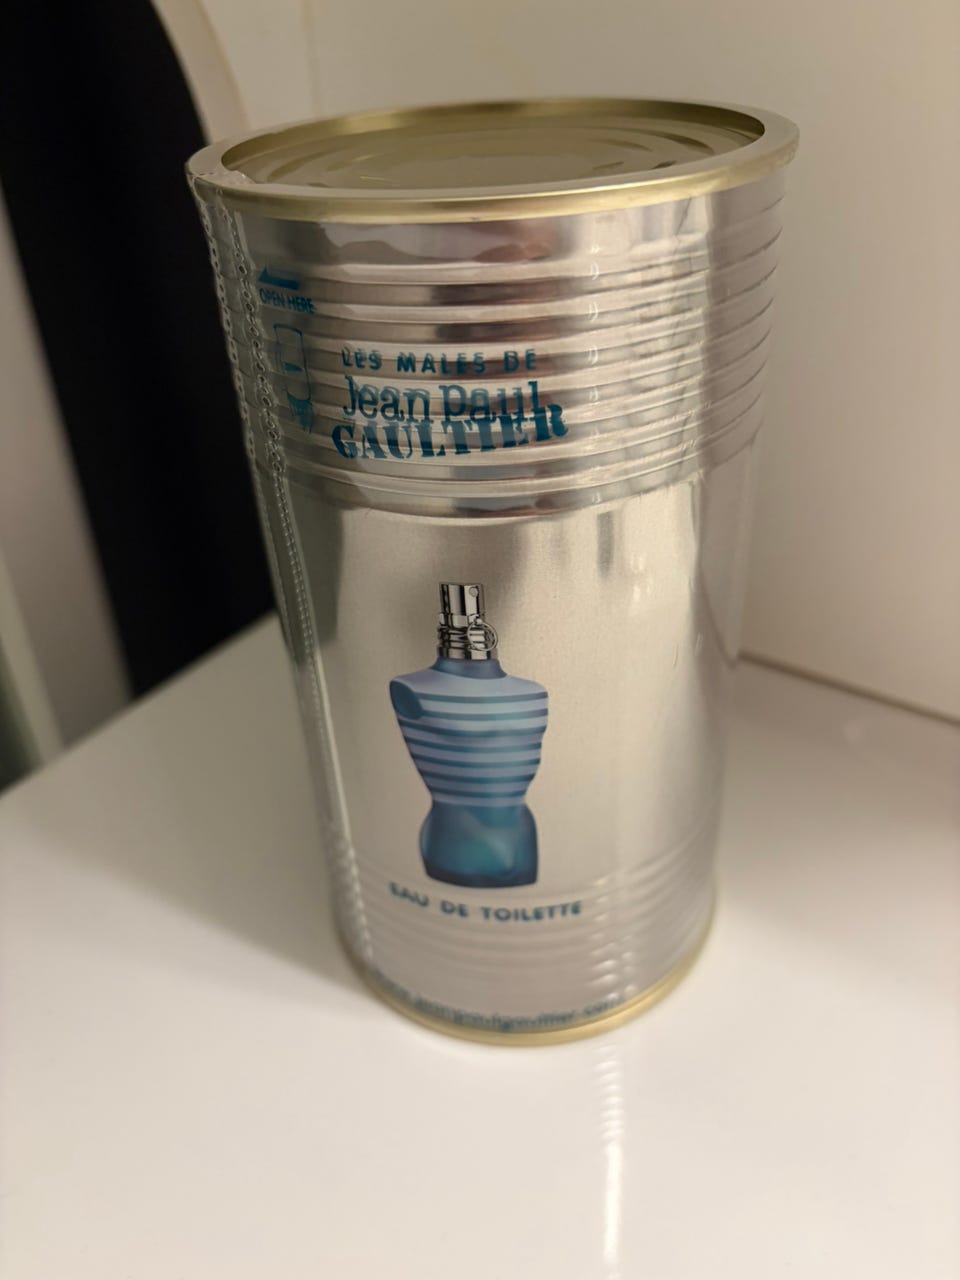 OPEN HERE
LES MALES DE
Jean Paul
GAULTIER
EAU DE TOILETTE